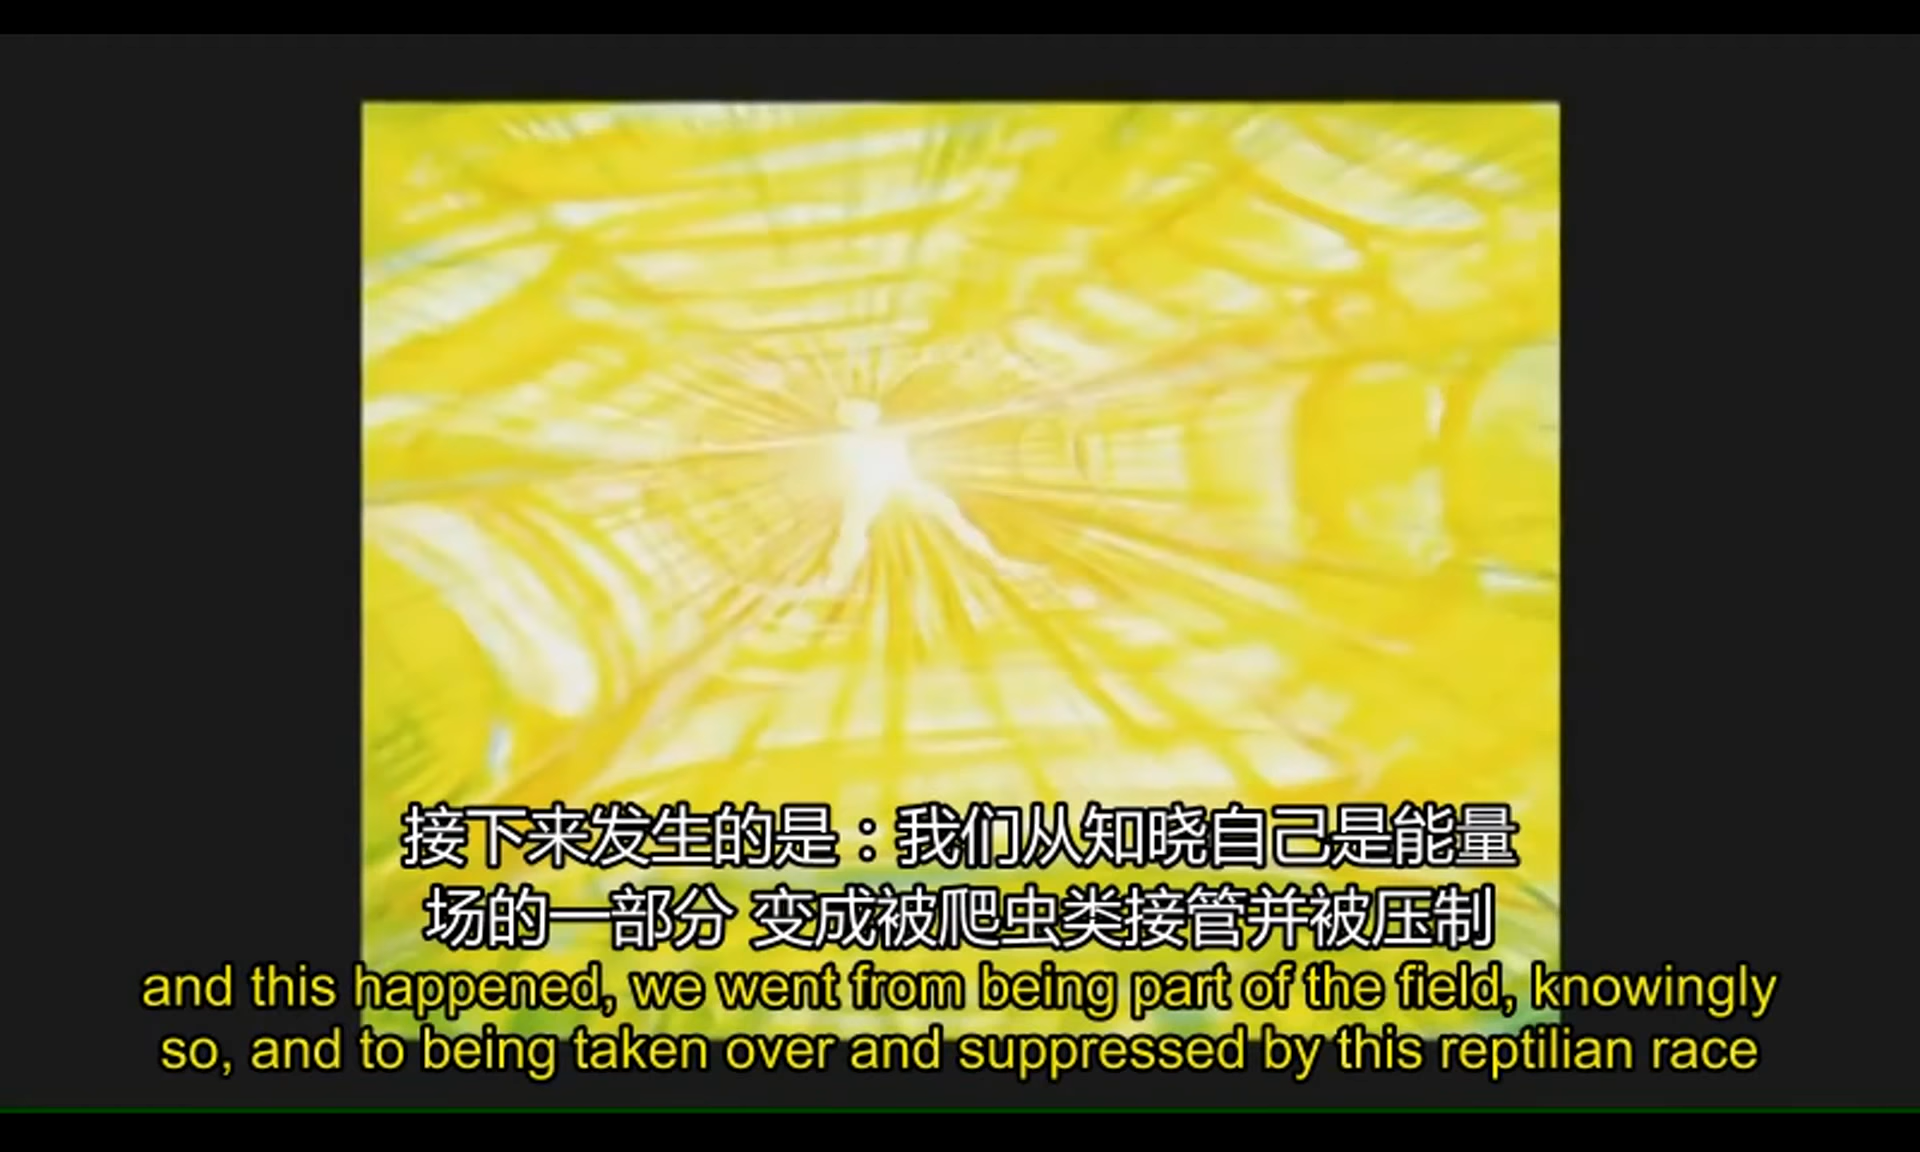 接下来发生的是：我们从知晓自己是能量
场的一部分 变成被爬虫类接管并被压制
and this happened, we went from being part of the field, knowingly
so, and to being taken over and suppressed by this reptilian race